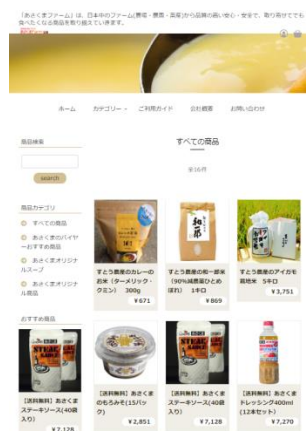 「あさくまファーム」は、日本中のファーム(農場・農園・菜園)から品質の良い安心・安全で、取り寄せてでも
食べたくなる商品を取り揃えていきます。
ホーム カテゴリー ご利用ガイド 会社概要 お問い合わせ
商品検索
search
商品カテゴリ
すべての商品
あさくまのバイヤ
ーおすすめ商品
あさくまオリジナ
ルスープ
あさくまオリジナ
ル商品
おすすめ商品
【送料無料】あさくま
ステーキソース(40袋
入り)
¥7,128
すべての商品
全16件
すとう農産のカレーの
お米(ターメリック・
クミン) 300g
¥671
すとう農産の和一郎米
(90%減農薬ひとめ
ぼれ) 1キロ
¥869
すとう農産のアイガモ
栽培米 5キロ
¥3,751
【送料無料】あさくま
のもろみそ(15パッ
ク)
¥2,851
【送料無料】あさくま
ステーキソース(40袋
入り)
¥7,128
【送料無料】あさくま
ドレッシング400ml
(12本セット)
¥7,270